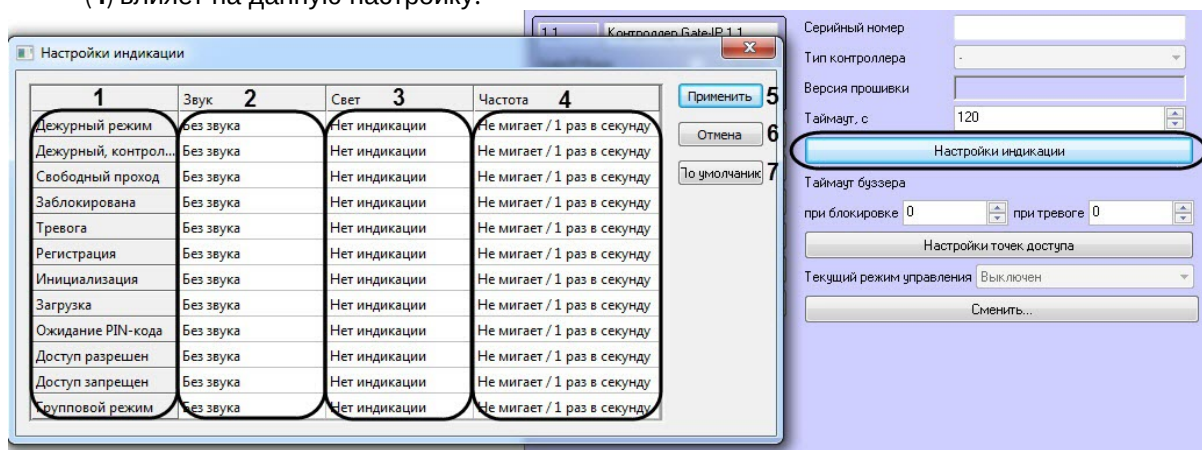 (4) влияет на данную настройку.
1.1 Контроллер Gate-IP 1.1
Настройки индикации
1 Звук 2 Свет 3 Частота 4
Дежурный режим Без звука Нет индикации Не мигает / 1 раз в секунду
Дежурный, контрол... Без звука Нет индикации Не мигает / 1 раз в секунду
Свободный проход Без звука Нет индикации Не мигает / 1 раз в секунду
Заблокирована Без звука Нет индикации Не мигает / 1 раз в секунду
Тревога Без звука Нет индикации Не мигает / 1 раз в секунду
Регистрация Без звука Нет индикации Не мигает / 1 раз в секунду
Инициализация Без звука Нет индикации Не мигает / 1 раз в секунду
Загрузка Без звука Нет индикации Не мигает / 1 раз в секунду
Ожидание PIN-кода Без звука Нет индикации Не мигает / 1 раз в секунду
Доступ разрешен Без звука Нет индикации Не мигает / 1 раз в секунду
Доступ запрещен Без звука Нет индикации Не мигает / 1 раз в секунду
Групповой режим Без звука Нет индикации Не мигает / 1 раз в секунду
Применить 5
Отмена 6
По умолчанию 7
Серийный номер
Тип контроллера -
Версия прошивки
Таймаут, с 120
Настройки индикации
Таймаут буззера
при блокировке 0 при тревоге 0
Настройки точек доступа
Текущий режим управления Выключен
Сменить...